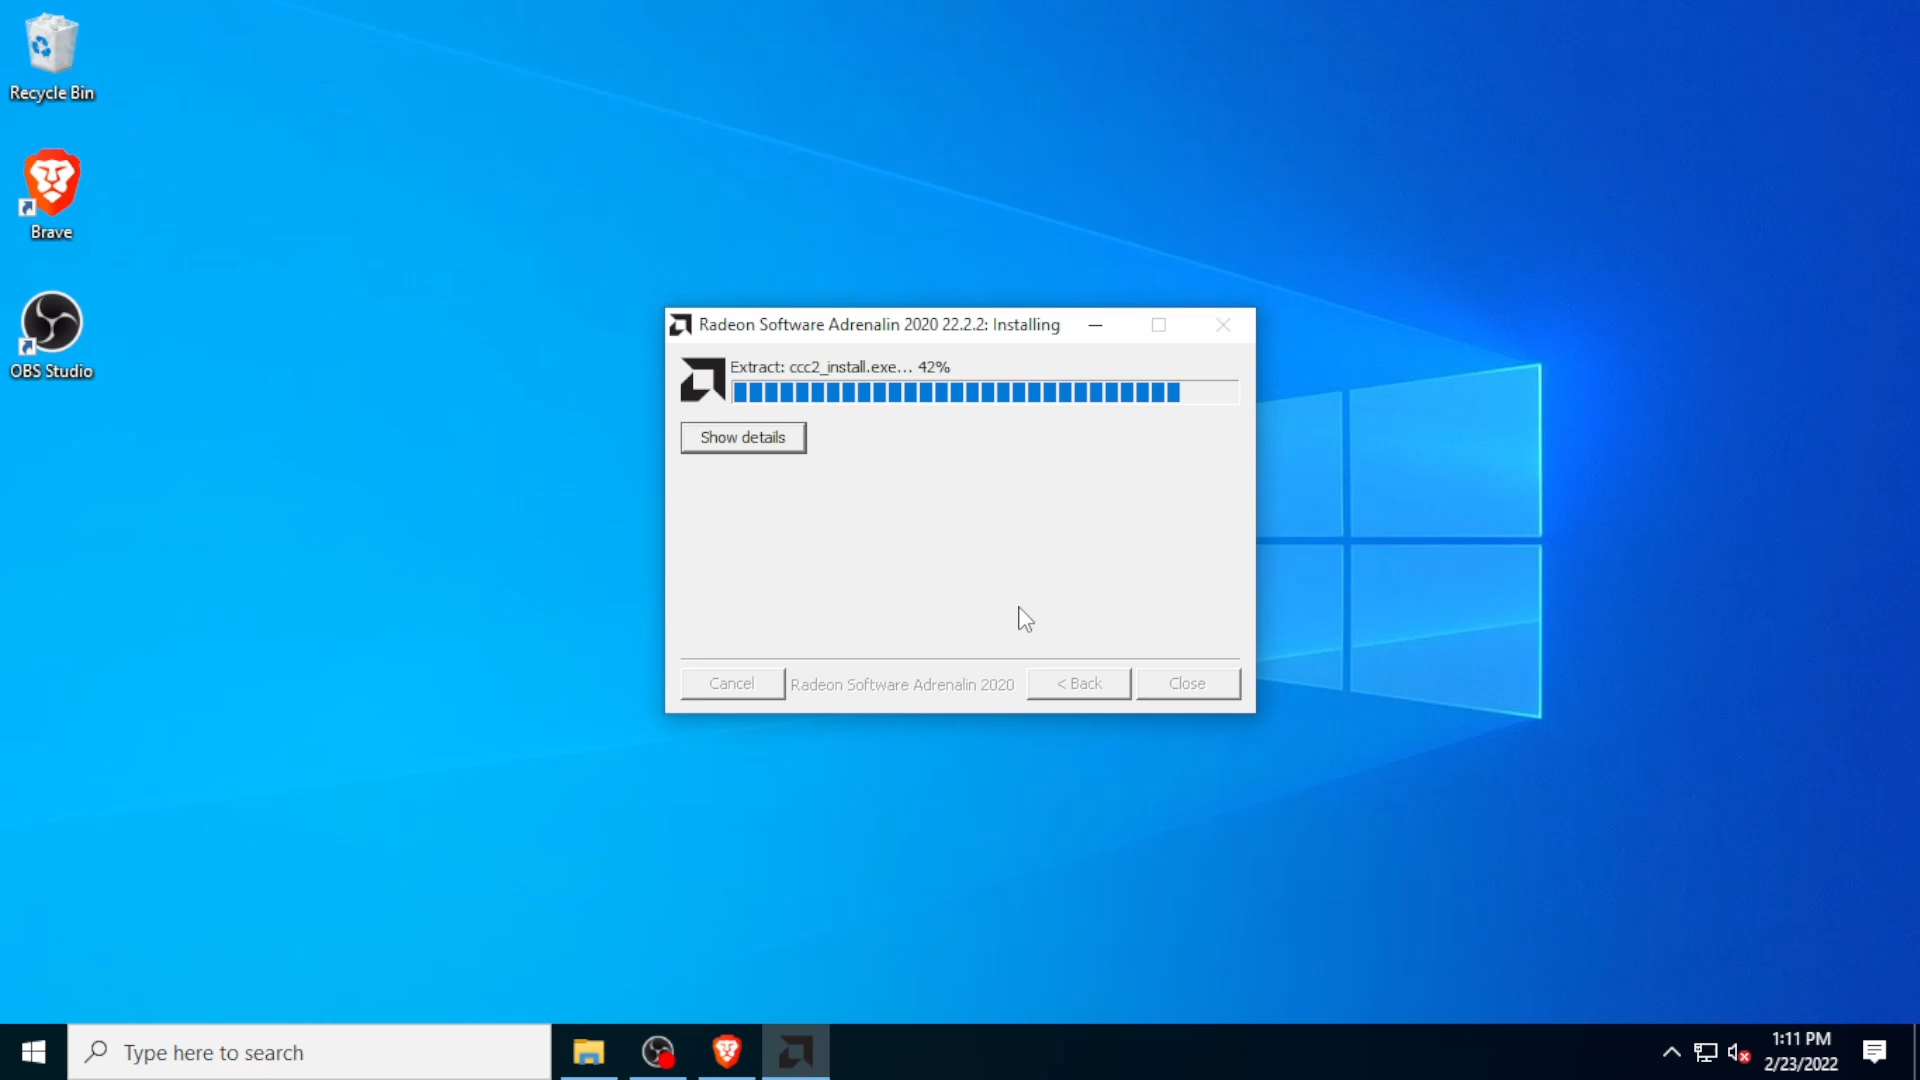 Recycle Bin
Brave
OBS Studio
Radeon Software Adrenalin 2020 22.2.2: Installing
Extract: ccc2_install.exe... 42%
Show details
Cancel
Radeon Software Adrenalin 2020
< Back
Close
Type here to search
1:11 PM
2/23/2022